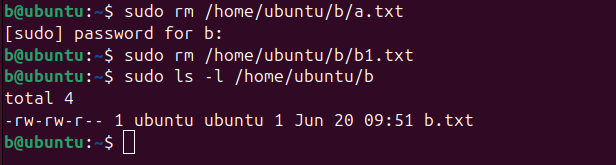 b@ubuntu:~$ sudo rm /home/ubuntu/b/a.txt
[sudo] password for b:
b@ubuntu:~$ sudo rm /home/ubuntu/b/b1.txt
b@ubuntu:~$ sudo ls -l /home/ubuntu/b
total 4
-rw-rw-r-- 1 ubuntu ubuntu 1 Jun 20 09:51 b.txt
b@ubuntu:~$